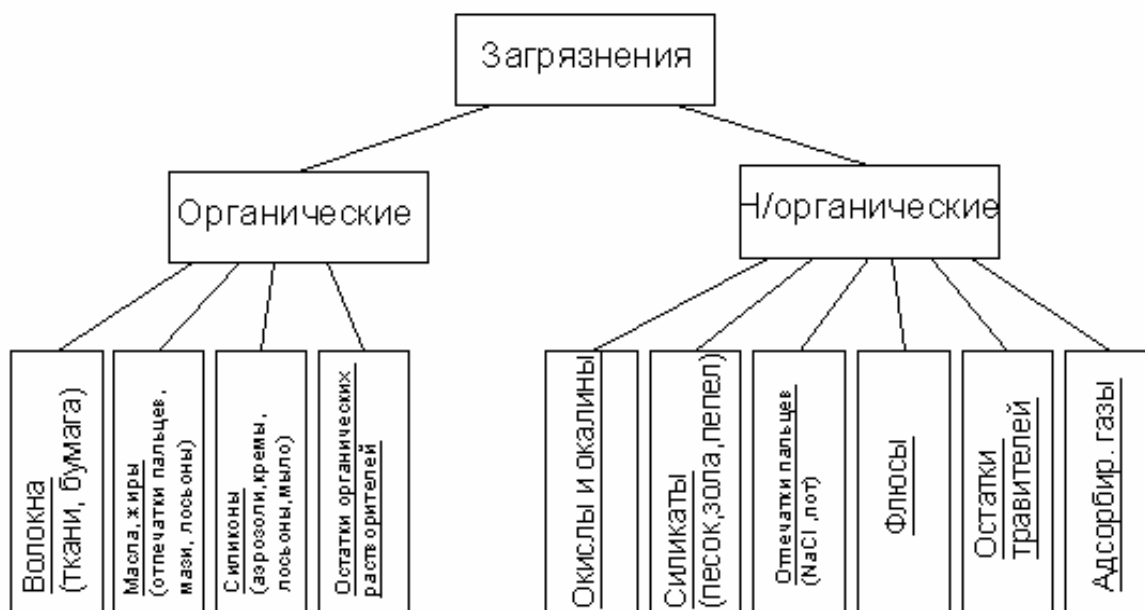 Загрязнения
Органические
Н/органические
Волокна
(ткани, бумага)
Масла,жиры
(отпечатки пальцев,
мази, лосьоны)
Силиконы
(аэрозоли,кремы,
лосьоны,мыло)
Остатки органических
растворителей
Окислы и окалины
Силикаты
(песок,зола,пепел)
Отпечатки пальцев
(NaCl ,пот)
Флюсы
Остатки
травителей
Адсорбир. газы